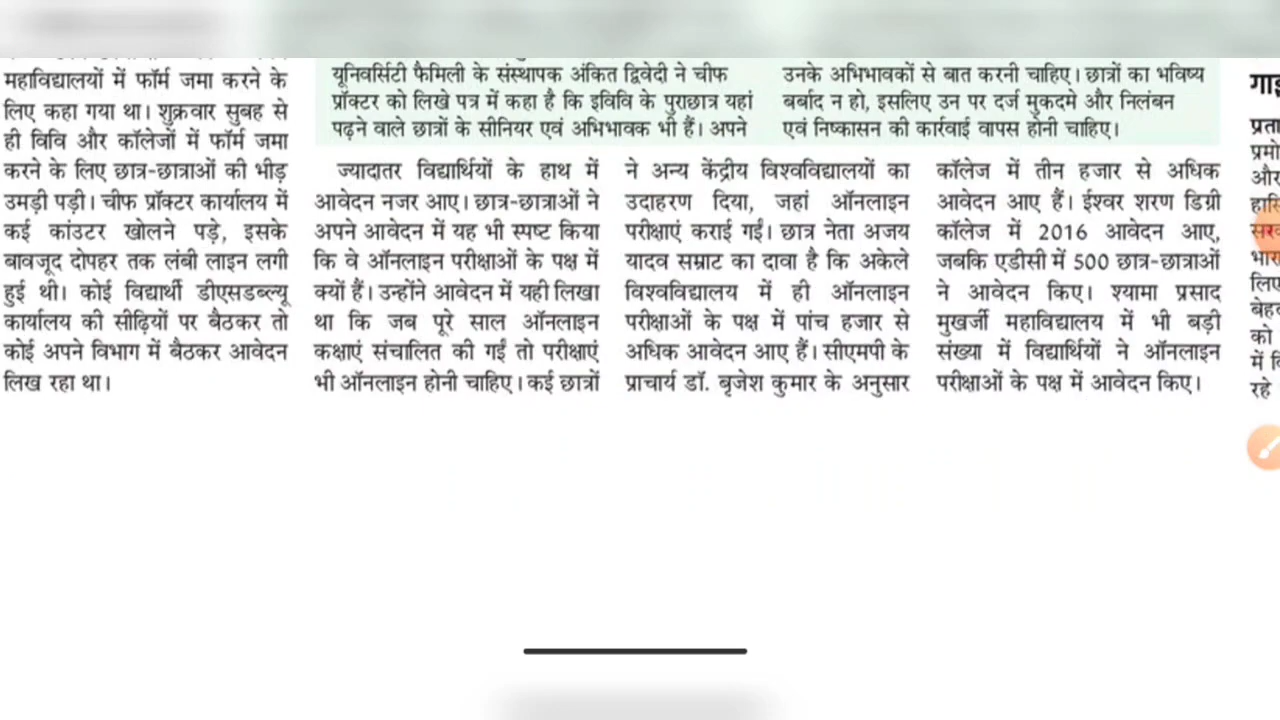 महाविद्यालयों में फॉर्म जमा करने के
लिए कहा गया था। शुक्रवार सुबह से
ही विवि और कॉलेजों में फॉर्म जमा
करने के लिए छात्र-छात्राओं की भीड़
उमड़ी पड़ी। चीफ प्रॉक्टर कार्यालय में
कई कांउटर खोलने पड़े, इसके
बावजूद दोपहर तक लंबी लाइन लगी
हुई थी। कोई विद्यार्थी डीएसडब्ल्यू
कार्यालय की सीढ़ियों पर बैठकर तो
कोई अपने विभाग में बैठकर आवेदन
लिख रहा था।
यूनिवर्सिटी फैमिली के संस्थापक अंकित द्विवेदी ने चीफ
प्रॉक्टर को लिखे पत्र में कहा है कि इविवि के पुराछात्र यहां
पढ़ने वाले छात्रों के सीनियर एवं अभिभावक भी हैं। अपने
उनके अभिभावकों से बात करनी चाहिए। छात्रों का भविष्य
बर्बाद न हो, इसलिए उन पर दर्ज मुकदमे और निलंबन
एवं निष्कासन की कार्रवाई वापस होनी चाहिए।
ज्यादातर विद्यार्थियों के हाथ में
आवेदन नजर आए। छात्र-छात्राओं ने
अपने आवेदन में यह भी स्पष्ट किया
कि वे ऑनलाइन परीक्षाओं के पक्ष में
क्यों हैं। उन्होंने आवेदन में यही लिखा
था कि जब पूरे साल ऑनलाइन
कक्षाएं संचालित की गईं तो परीक्षाएं
भी ऑनलाइन होनी चाहिए। कई छात्रों
ने अन्य केंद्रीय विश्वविद्यालयों का
उदाहरण दिया, जहां ऑनलाइन
परीक्षाएं कराई गईं। छात्र नेता अजय
यादव सम्राट का दावा है कि अकेले
विश्वविद्यालय में ही ऑनलाइन
परीक्षाओं के पक्ष में पांच हजार से
अधिक आवेदन आए हैं। सीएमपी के
प्राचार्य डॉ. बृजेश कुमार के अनुसार
कॉलेज में तीन हजार से अधिक
आवेदन आए हैं। ईश्वर शरण डिग्री
कॉलेज में 2016 आवेदन आए,
जबकि एडीसी में 500 छात्र-छात्राओं
ने आवेदन किए। श्यामा प्रसाद
मुखर्जी महाविद्यालय में भी बड़ी
संख्या में विद्यार्थियों ने ऑनलाइन
परीक्षाओं के पक्ष में आवेदन किए।
और
को
रहे